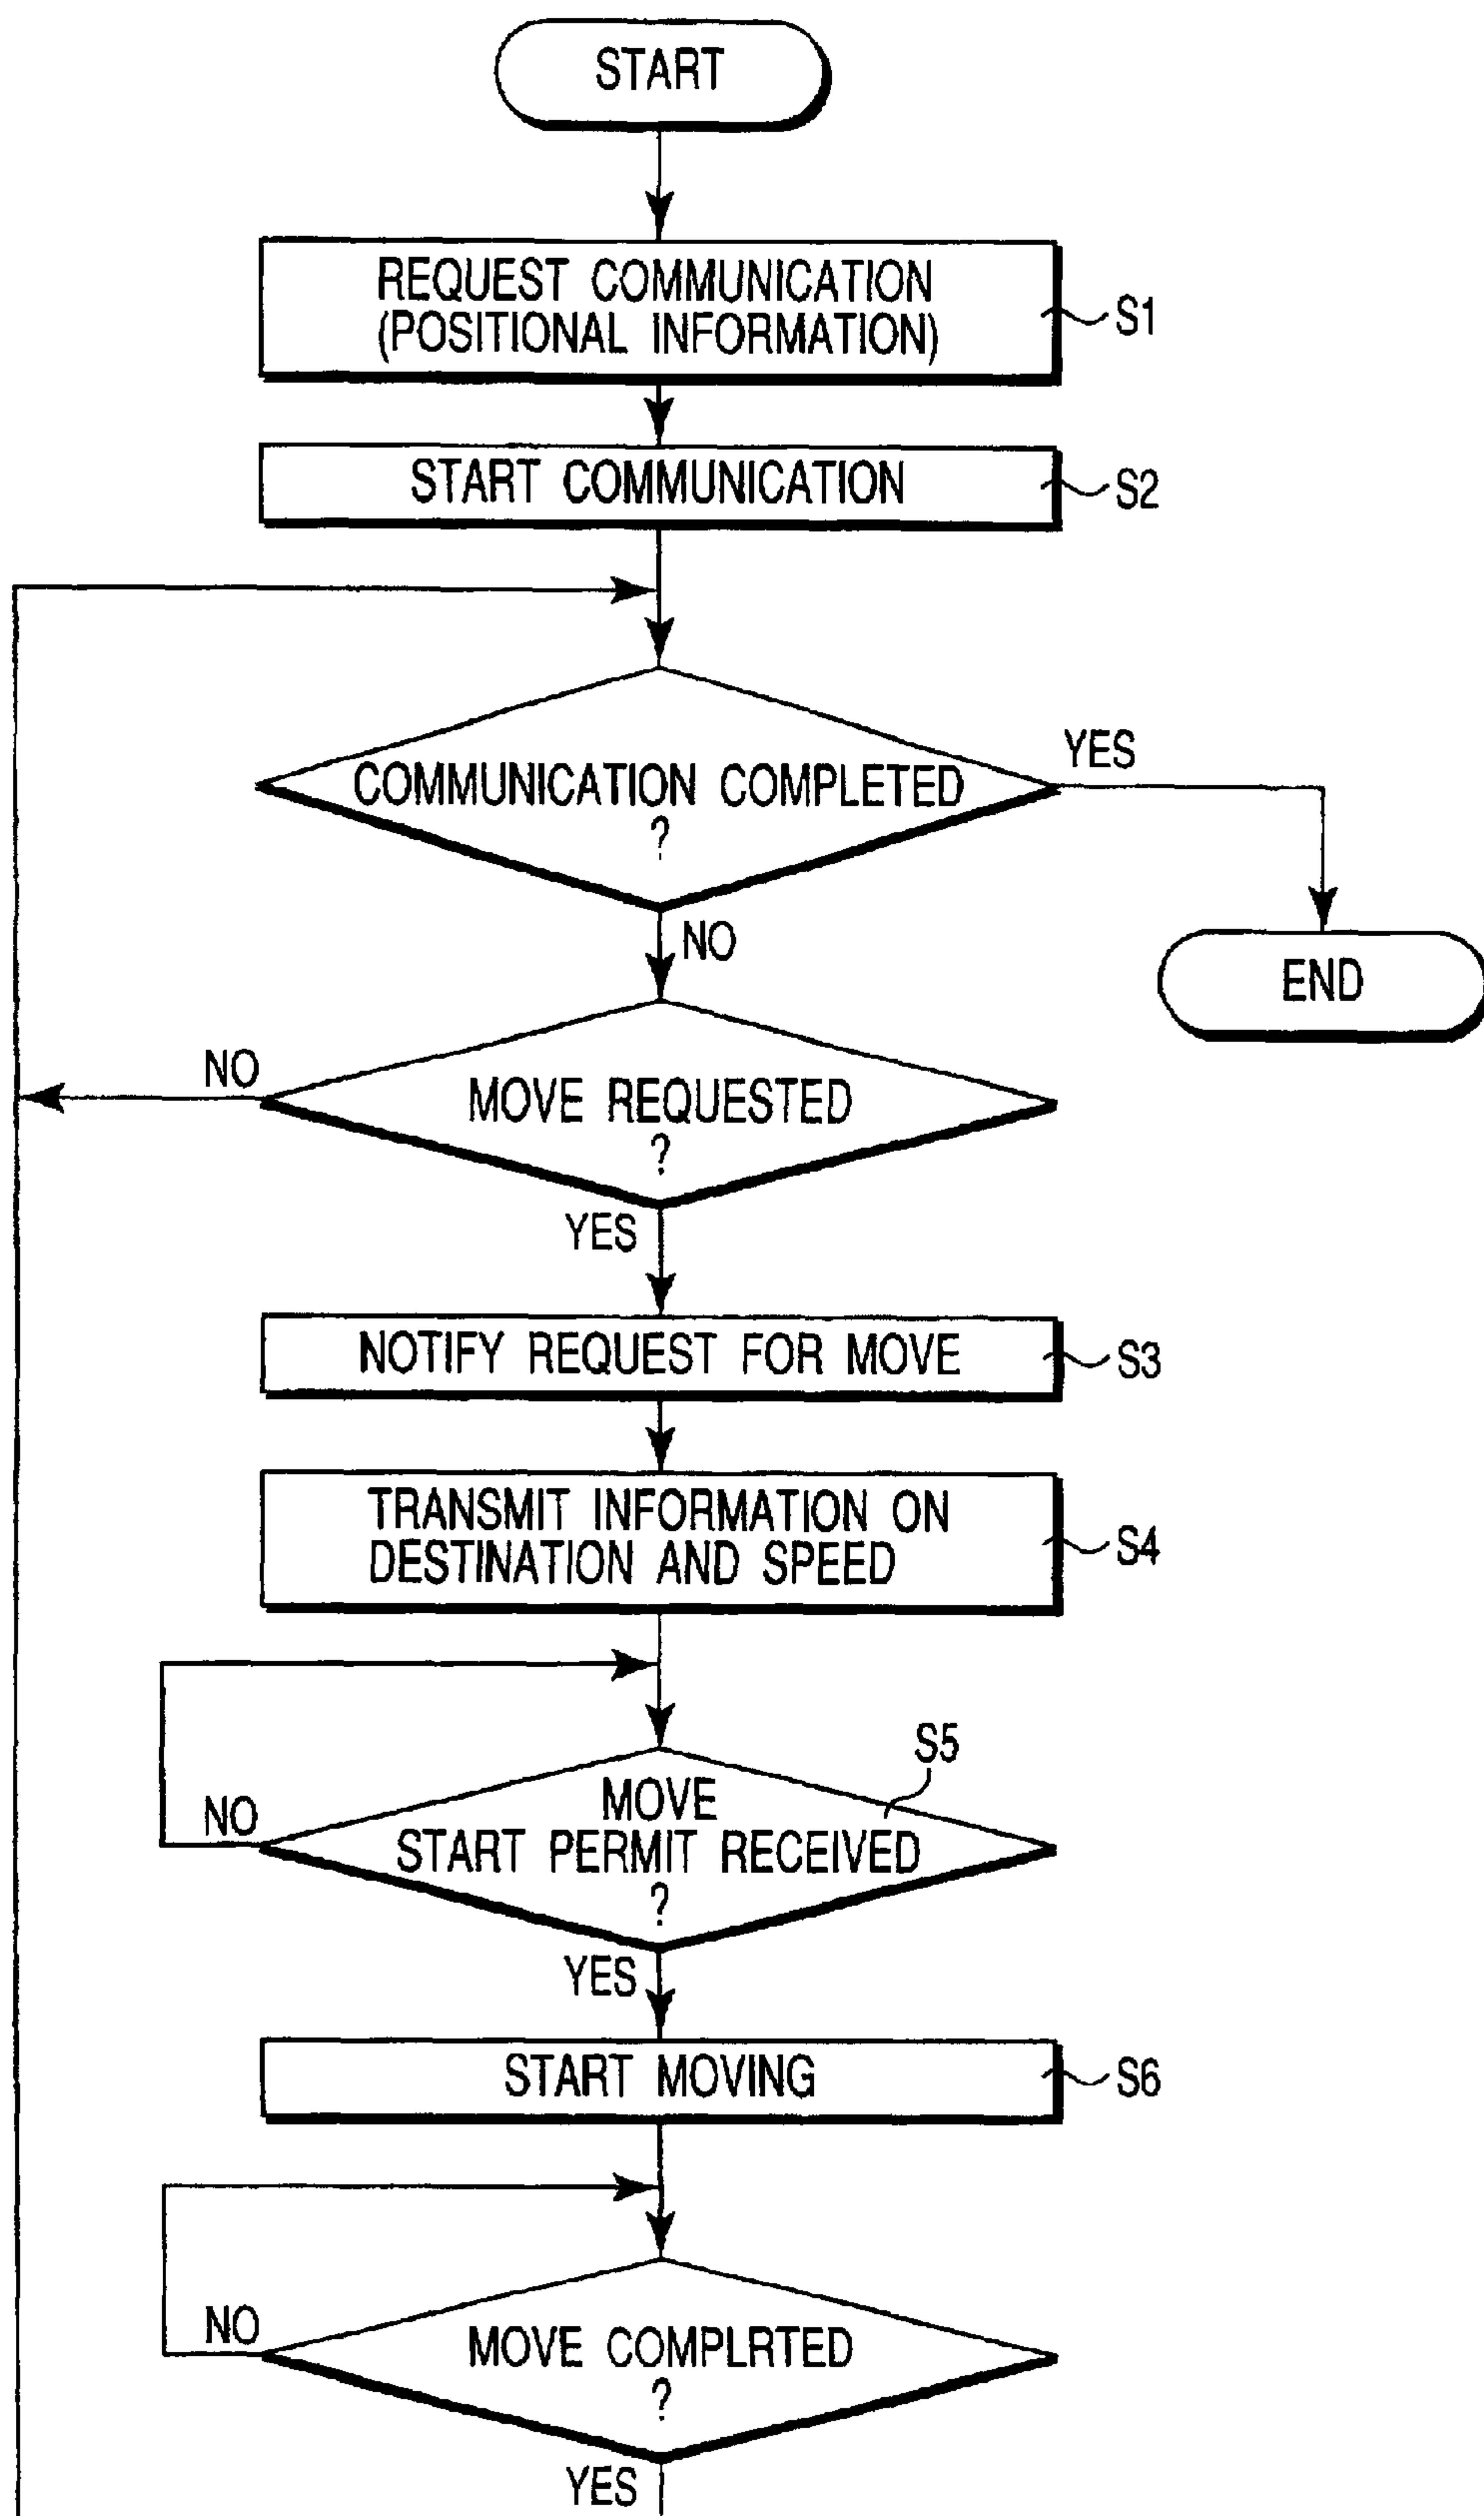 START
REQUEST COMMUNICATION
(POSITIONAL INFORMATION)
S1
START COMMUNICATION
S2
COMMUNICATION COMPLETED
?
YES
NO
END
NO
MOVE REQUESTED
?
YES
NOTIFY REQUEST FOR MOVE
S3
TRANSMIT INFORMATION ON
DESTINATION AND SPEED
S4
S5
NO
MOVE
START PERMIT RECEIVED
?
YES
START MOVING
S6
NO
MOVE COMPLRTED
?
YES